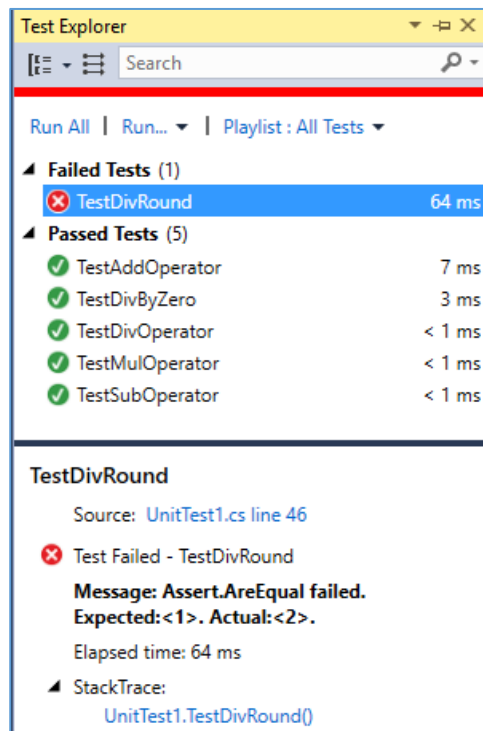 Test Explorer
Search
Run All | Run... | Playlist : All Tests
Failed Tests (1)
TestDivRound 64 ms
Passed Tests (5)
TestAddOperator 7 ms
TestDivByZero 3 ms
TestDivOperator < 1 ms
TestMulOperator < 1 ms
TestSubOperator < 1 ms
TestDivRound
Source: UnitTest1.cs line 46
Test Failed - TestDivRound
Message: Assert.AreEqual failed.
Expected:<1>. Actual:<2>.
Elapsed time: 64 ms
StackTrace:
UnitTest1.TestDivRound()